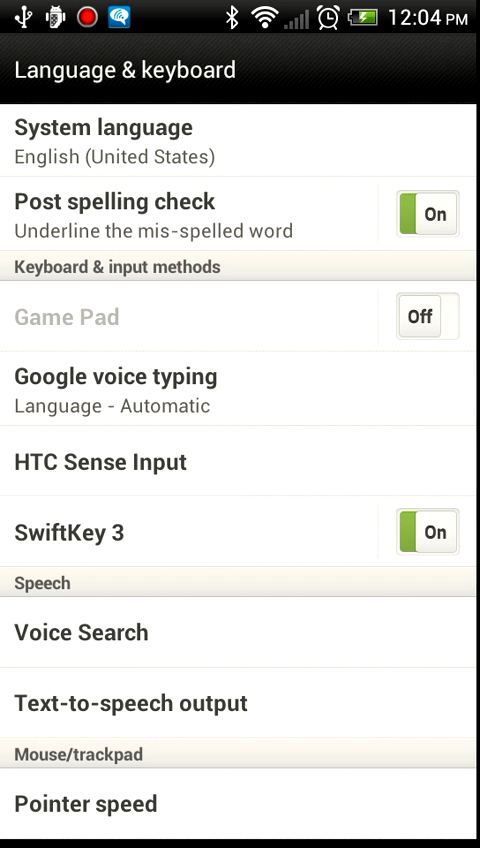 12:04 PM
Language & keyboard
System language
English (United States)
Post spelling check
On
Underline the mis-spelled word
Keyboard & input methods
Game Pad
Off
Google voice typing
Language - Automatic
HTC Sense Input
SwiftKey 3
On
Speech
Voice Search
Text-to-speech output
Mouse/trackpad
Pointer speed